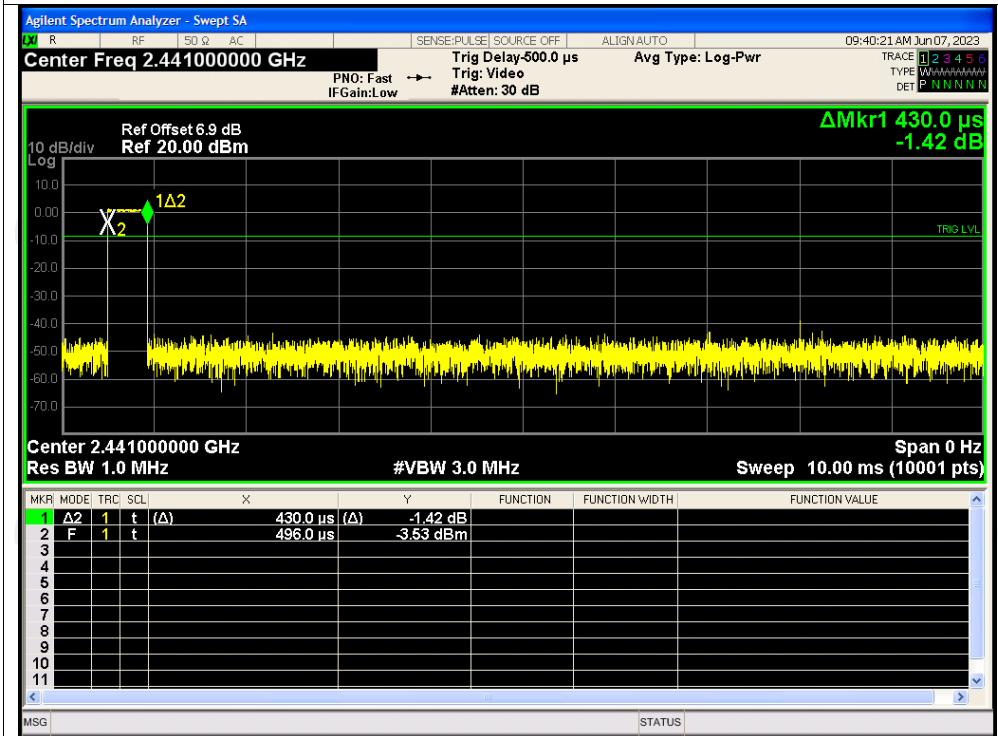 Agilent Spectrum Analyzer - Swept SA
LXI R RF 50 Ω AC SENSE:PULSE SOURCE OFF ALIGN AUTO 09:40:21 AM Jun 07, 2023
Center Freq 2.441000000 GHz
PNO: Fast
IFGain:Low
Trig Delay-500.0 µs
Trig: Video
#Atten: 30 dB
Avg Type: Log-Pwr
TRACE 1 2 3 4 5 6
TYPE WWWWWW
DET P N N N N N
ΔMkr1 430.0 µs
-1.42 dB
Ref Offset 6.9 dB
10 dB/div Ref 20.00 dBm
Log
10.0
0.00
-10.0
-20.0
-30.0
-40.0
-50.0
-60.0
-70.0
1Δ2
X2
TRIG LVL
Center 2.441000000 GHz Span 0 Hz
Res BW 1.0 MHz #VBW 3.0 MHz Sweep 10.00 ms (10001 pts)
MKR MODE TRC SCL X Y FUNCTION FUNCTION WIDTH FUNCTION VALUE
1 Δ2 1 t (Δ) 430.0 µs (Δ) -1.42 dB
2 F 1 t 496.0 µs -3.53 dBm
3
4
5
6
7
8
9
10
11
MSG STATUS